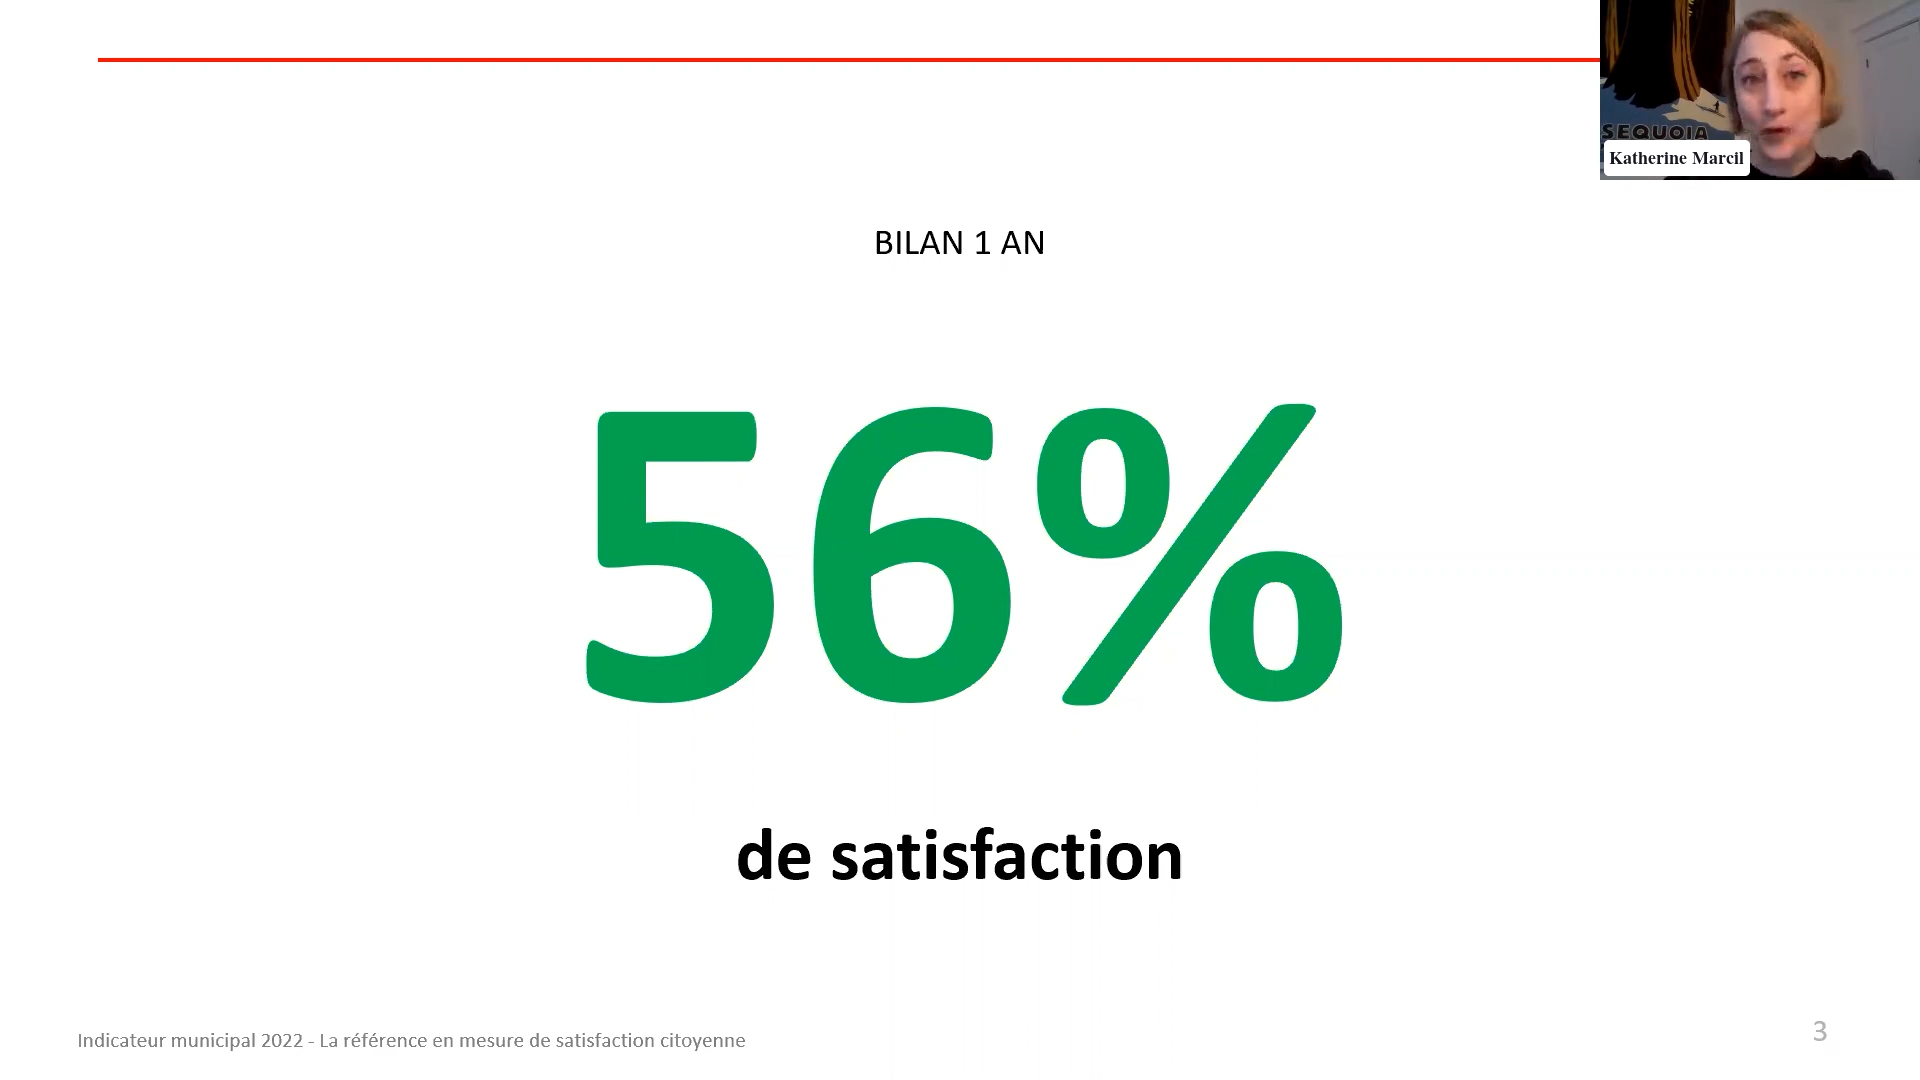 SEQUOIA
Katherine Marcil
BILAN 1 AN
56%
de satisfaction
Indicateur municipal 2022 - La référence en mesure de satisfaction citoyenne
3